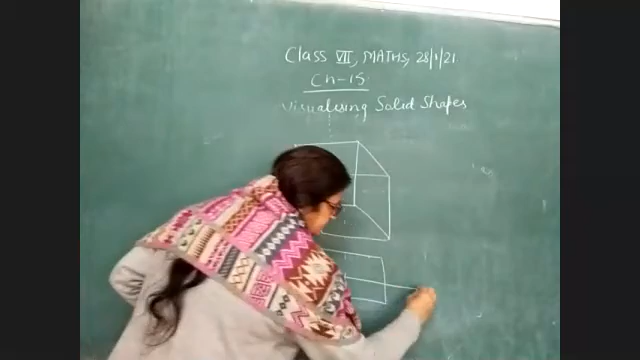 Class VII, MATHS, 28/1/21.
Ch-15.
Visualising Solid Shapes